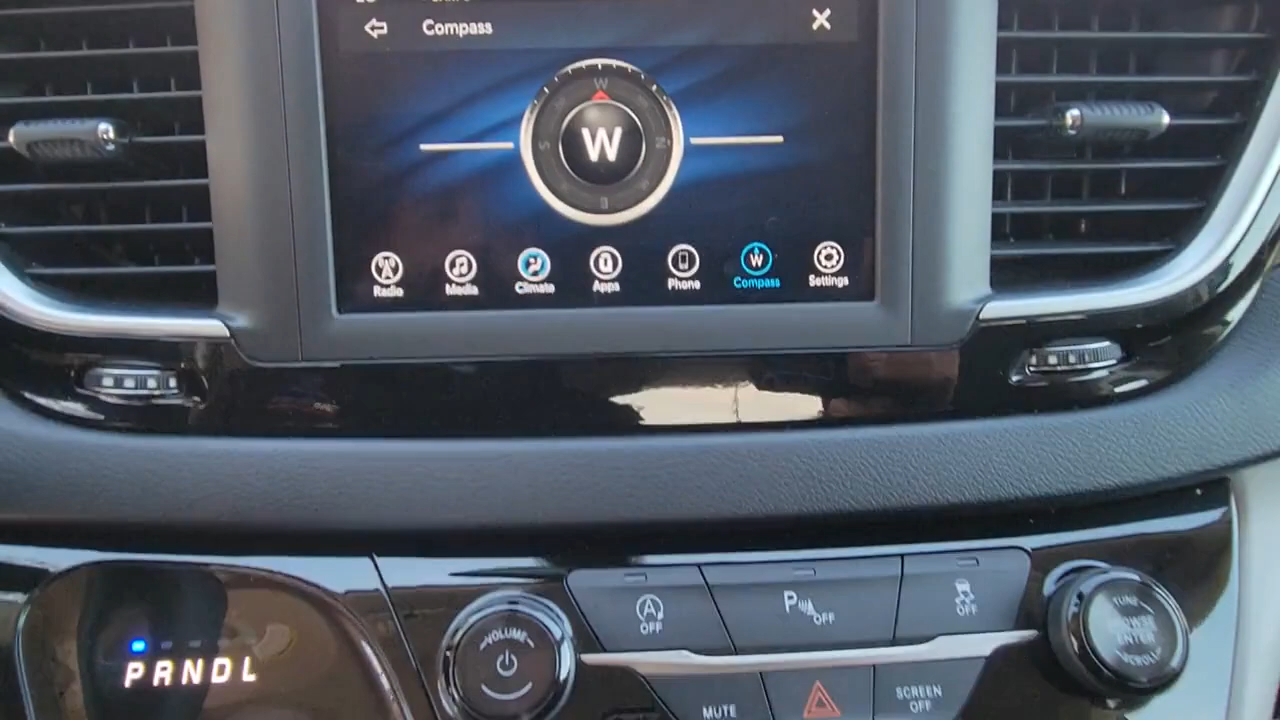 Compass
W
W
S N
E
Radio Media Climate Apps Phone W Compass Settings
A OFF
P OFF
OFF
TUNE
BROWSE
ENTER
SCROLL
VOLUME
PRNDL
MUTE
SCREEN
OFF